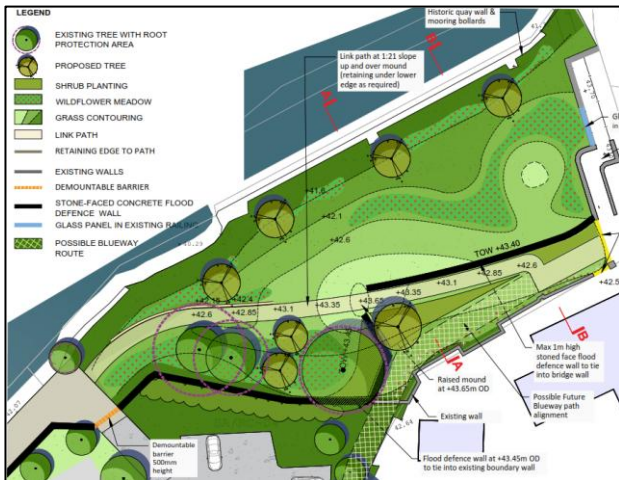 LEGEND
EXISTING TREE WITH ROOT
PROTECTION AREA
PROPOSED TREE
SHRUB PLANTING
WILDFLOWER MEADOW
GRASS CONTOURING
LINK PATH
RETAINING EDGE TO PATH
EXISTING WALLS
DEMOUNTABLE BARRIER
STONE-FACED CONCRETE FLOOD
DEFENCE WALL
GLASS PANEL IN EXISTING RAILING
POSSIBLE BLUEWAY
ROUTE
Historic quay wall &
mooring bollards
Link path at 1:21 slope
up and over mound
(retaining under lower
edge as required)
+41.6
+42.1
+42.6
TOW +43.40
+42.6
+42.85
+43.1
+43.35
+43.65
+43.35
+43.1
+42.85
+42.4
+42.6
+42.5
Max 1m high
stoned face flood
defence wall to tie
into bridge wall
Raised mound
at +43.65m OD
Possible Future
Blueway path
alignment
Existing wall
Flood defence wall at +43.45m OD
to tie into existing boundary wall
Demountable
barrier
500mm
height